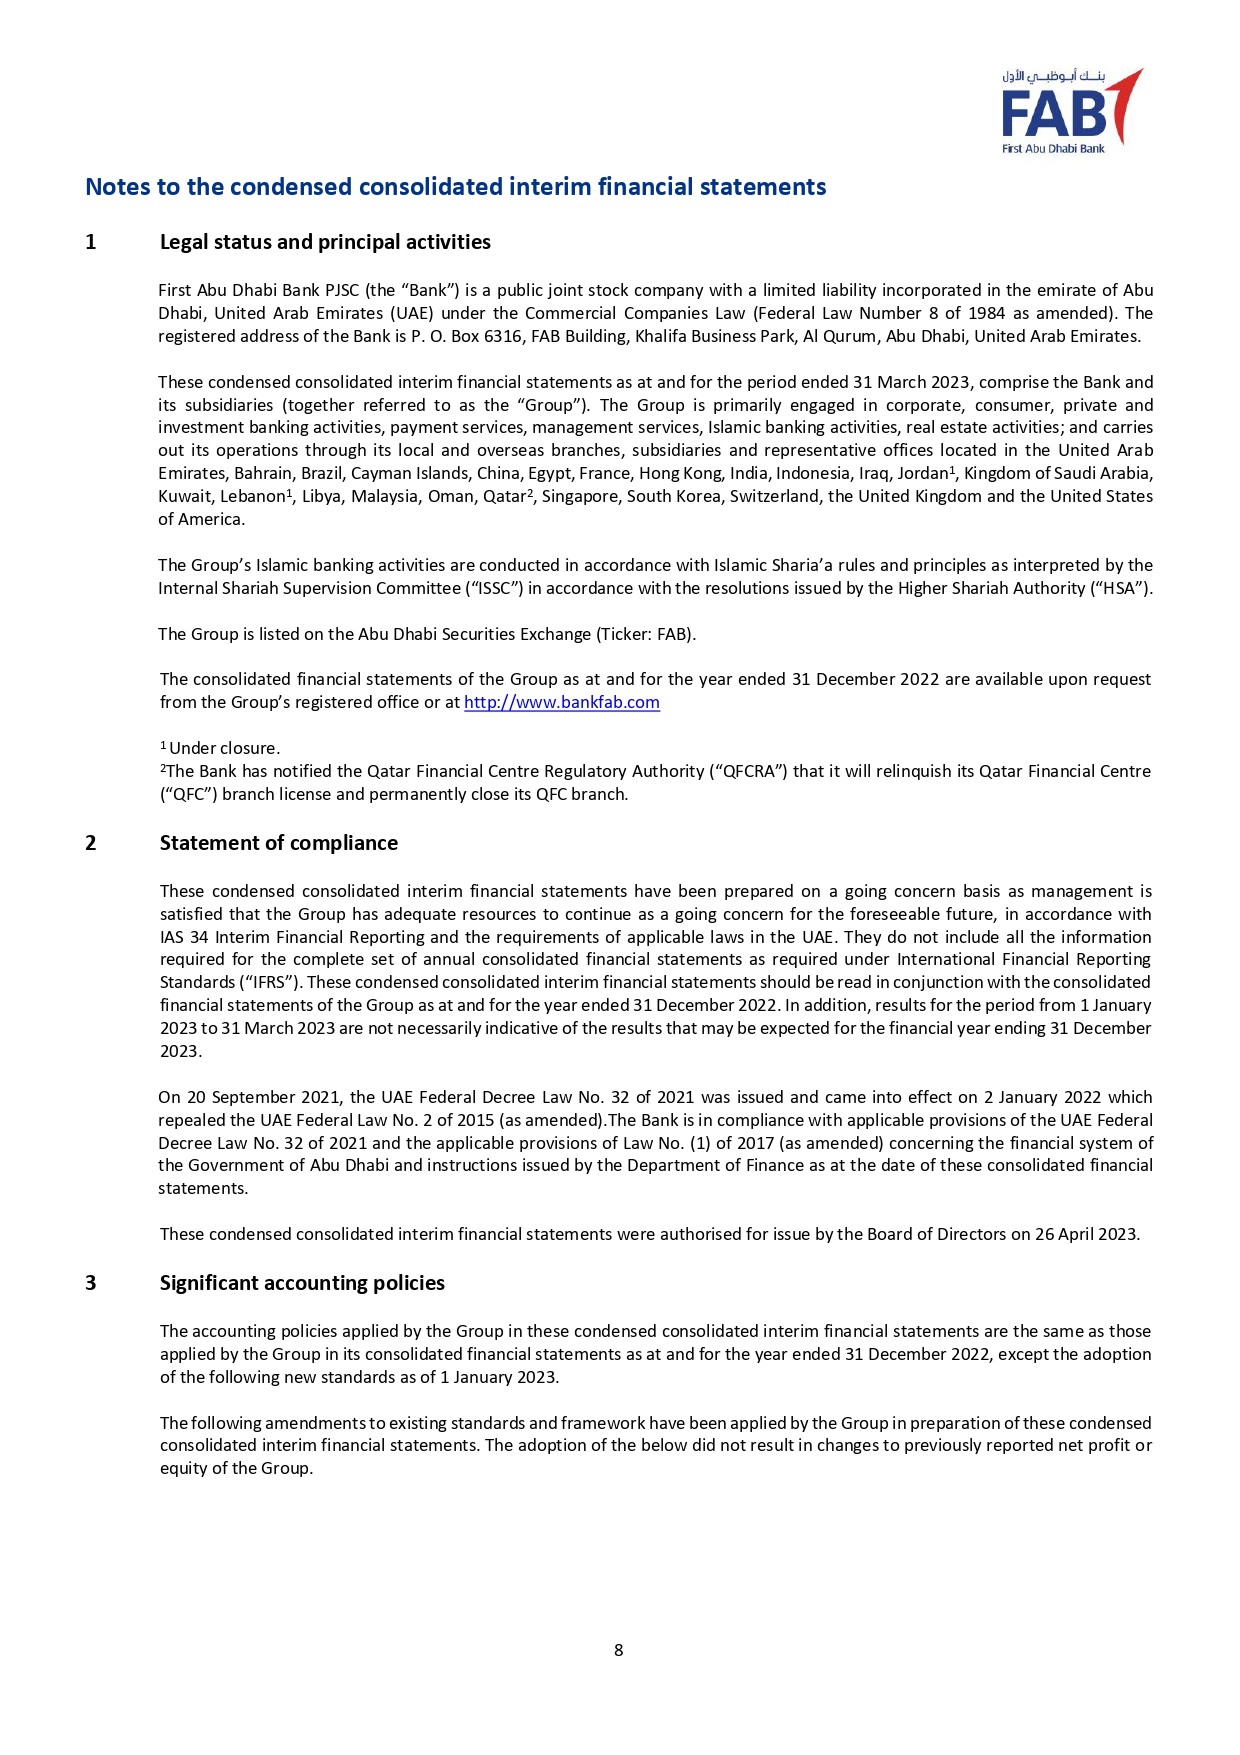 بنك أبوظبي الأول
FAB
First Abu Dhabi Bank
Notes to the condensed consolidated interim financial statements
1 Legal status and principal activities
First Abu Dhabi Bank PJSC (the “Bank”) is a public joint stock company with a limited liability incorporated in the emirate of Abu
Dhabi, United Arab Emirates (UAE) under the Commercial Companies Law (Federal Law Number 8 of 1984 as amended). The
registered address of the Bank is P. O. Box 6316, FAB Building, Khalifa Business Park, Al Qurum, Abu Dhabi, United Arab Emirates.
These condensed consolidated interim financial statements as at and for the period ended 31 March 2023, comprise the Bank and
its subsidiaries (together referred to as the “Group”). The Group is primarily engaged in corporate, consumer, private and
investment banking activities, payment services, management services, Islamic banking activities, real estate activities; and carries
out its operations through its local and overseas branches, subsidiaries and representative offices located in the United Arab
Emirates, Bahrain, Brazil, Cayman Islands, China, Egypt, France, Hong Kong, India, Indonesia, Iraq, Jordan¹, Kingdom of Saudi Arabia,
Kuwait, Lebanon¹, Libya, Malaysia, Oman, Qatar², Singapore, South Korea, Switzerland, the United Kingdom and the United States
of America.
The Group’s Islamic banking activities are conducted in accordance with Islamic Sharia’a rules and principles as interpreted by the
Internal Shariah Supervision Committee (“ISSC”) in accordance with the resolutions issued by the Higher Shariah Authority (“HSA”).
The Group is listed on the Abu Dhabi Securities Exchange (Ticker: FAB).
The consolidated financial statements of the Group as at and for the year ended 31 December 2022 are available upon request
from the Group’s registered office or at http://www.bankfab.com
¹ Under closure.
²The Bank has notified the Qatar Financial Centre Regulatory Authority (“QFCRA”) that it will relinquish its Qatar Financial Centre
(“QFC”) branch license and permanently close its QFC branch.
2 Statement of compliance
These condensed consolidated interim financial statements have been prepared on a going concern basis as management is
satisfied that the Group has adequate resources to continue as a going concern for the foreseeable future, in accordance with
IAS 34 Interim Financial Reporting and the requirements of applicable laws in the UAE. They do not include all the information
required for the complete set of annual consolidated financial statements as required under International Financial Reporting
Standards (“IFRS”). These condensed consolidated interim financial statements should be read in conjunction with the consolidated
financial statements of the Group as at and for the year ended 31 December 2022. In addition, results for the period from 1 January
2023 to 31 March 2023 are not necessarily indicative of the results that may be expected for the financial year ending 31 December
2023.
On 20 September 2021, the UAE Federal Decree Law No. 32 of 2021 was issued and came into effect on 2 January 2022 which
repealed the UAE Federal Law No. 2 of 2015 (as amended).The Bank is in compliance with applicable provisions of the UAE Federal
Decree Law No. 32 of 2021 and the applicable provisions of Law No. (1) of 2017 (as amended) concerning the financial system of
the Government of Abu Dhabi and instructions issued by the Department of Finance as at the date of these consolidated financial
statements.
These condensed consolidated interim financial statements were authorised for issue by the Board of Directors on 26 April 2023.
3 Significant accounting policies
The accounting policies applied by the Group in these condensed consolidated interim financial statements are the same as those
applied by the Group in its consolidated financial statements as at and for the year ended 31 December 2022, except the adoption
of the following new standards as of 1 January 2023.
The following amendments to existing standards and framework have been applied by the Group in preparation of these condensed
consolidated interim financial statements. The adoption of the below did not result in changes to previously reported net profit or
equity of the Group.
8